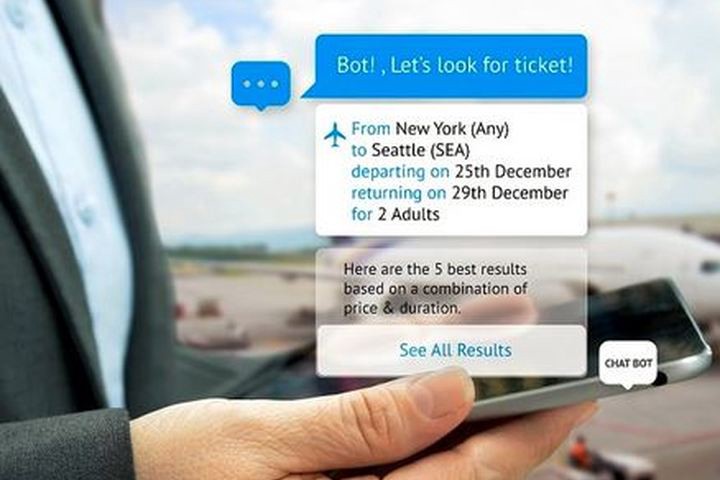 Bot! , Let's look for ticket!
From New York (Any)
to Seattle (SEA)
departing on 25th December
returning on 29th December
for 2 Adults
Here are the 5 best results
based on a combination of
price & duration.
See All Results
CHAT BOT